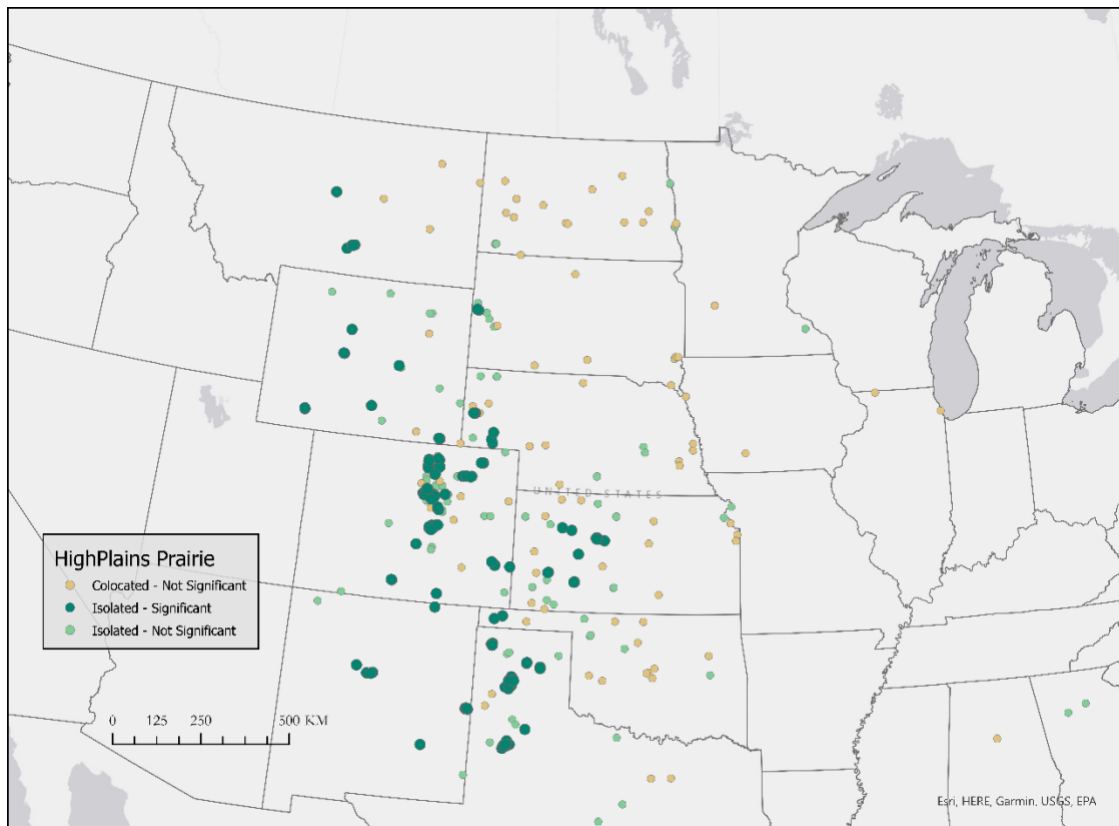 UNITED STATES
HighPlains Prairie
Colocated - Not Significant
Isolated - Significant
Isolated - Not Significant
0 125 250 500 KM
Esri, HERE, Garmin, USGS, EPA